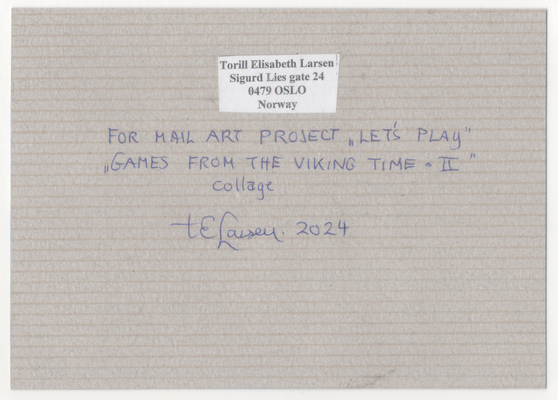 Torill Elisabeth Larsen
Sigurd Lies gate 24
0479 OSLO
Norway
FOR MAIL ART PROJECT „LET'S PLAY"
„GAMES FROM THE VIKING TIME - II"
collage
t E Larsen. 2024